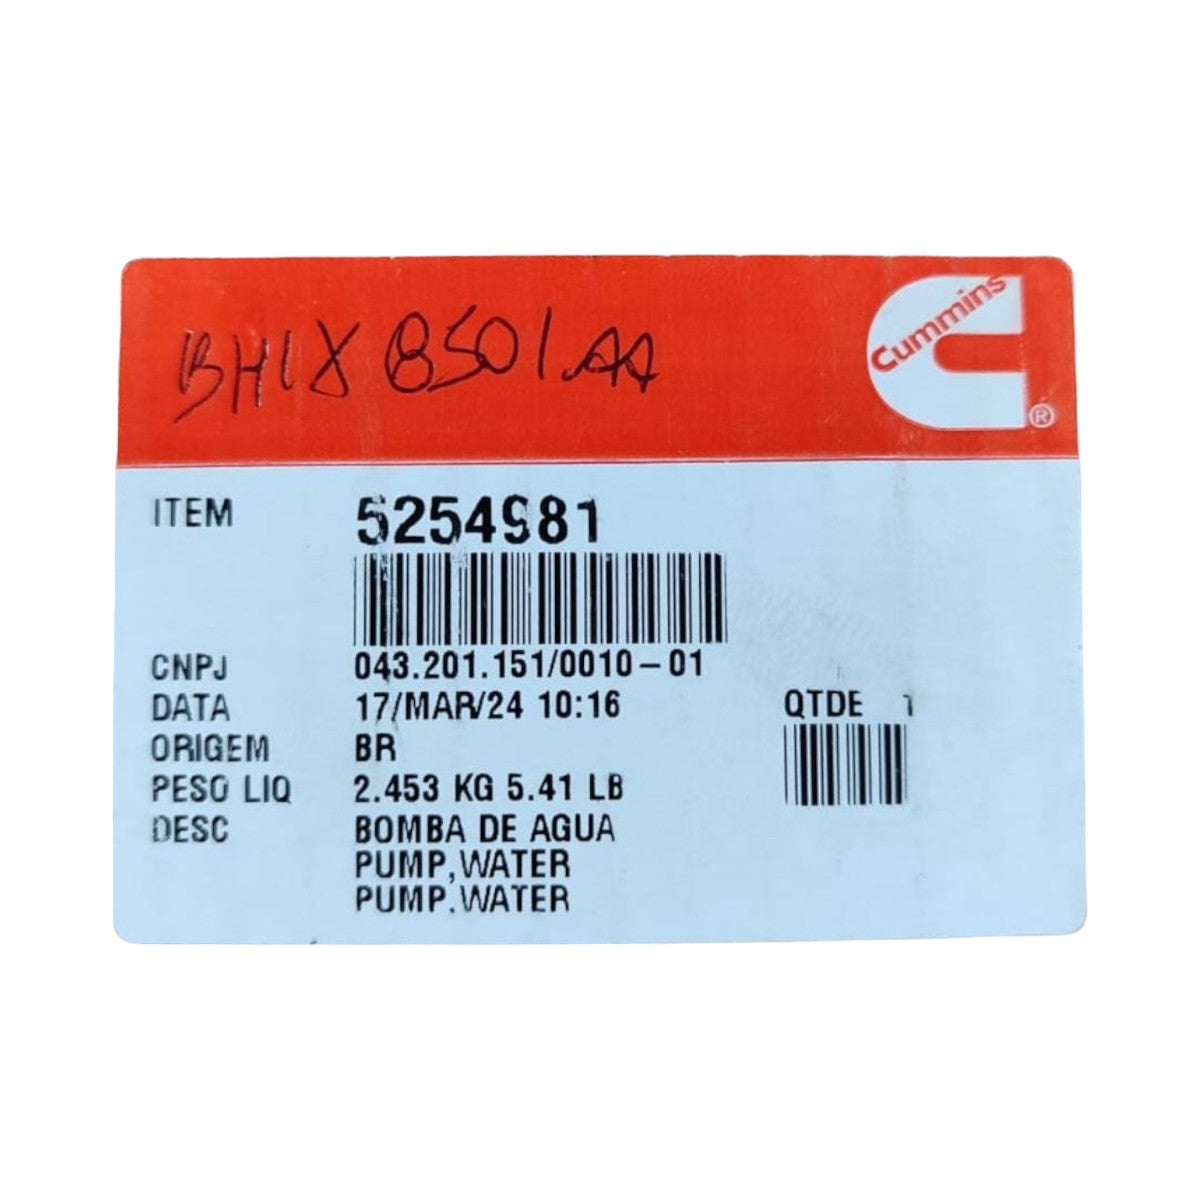 BH1X 8501 AA
Cummins
®
ITEM 5254981
CNPJ 043.201.151/0010-01
DATA 17/MAR/24 10:16 QTDE 1
ORIGEM BR
PESO LIQ 2.453 KG 5.41 LB
DESC BOMBA DE AGUA
PUMP,WATER
PUMP.WATER